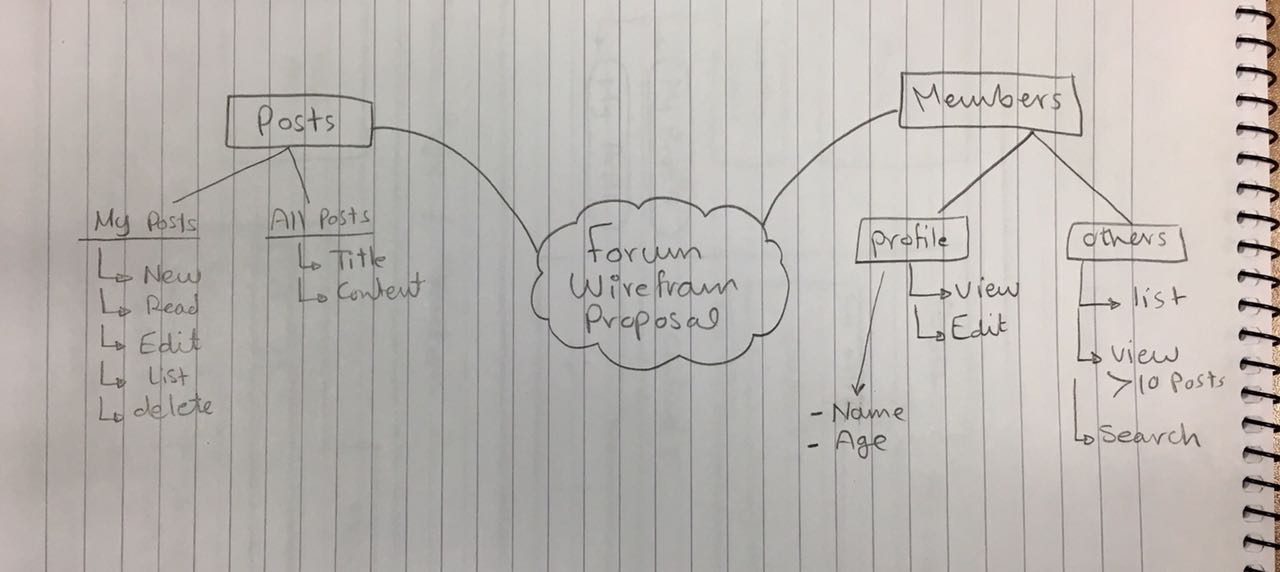 Posts
My Posts
New
Read
Edit
List
delete
All Posts
Title
Content
Forum
Wirefram
Proposal
Members
profile
view
Edit
- Name
- Age
others
list
view
>10 Posts
Search